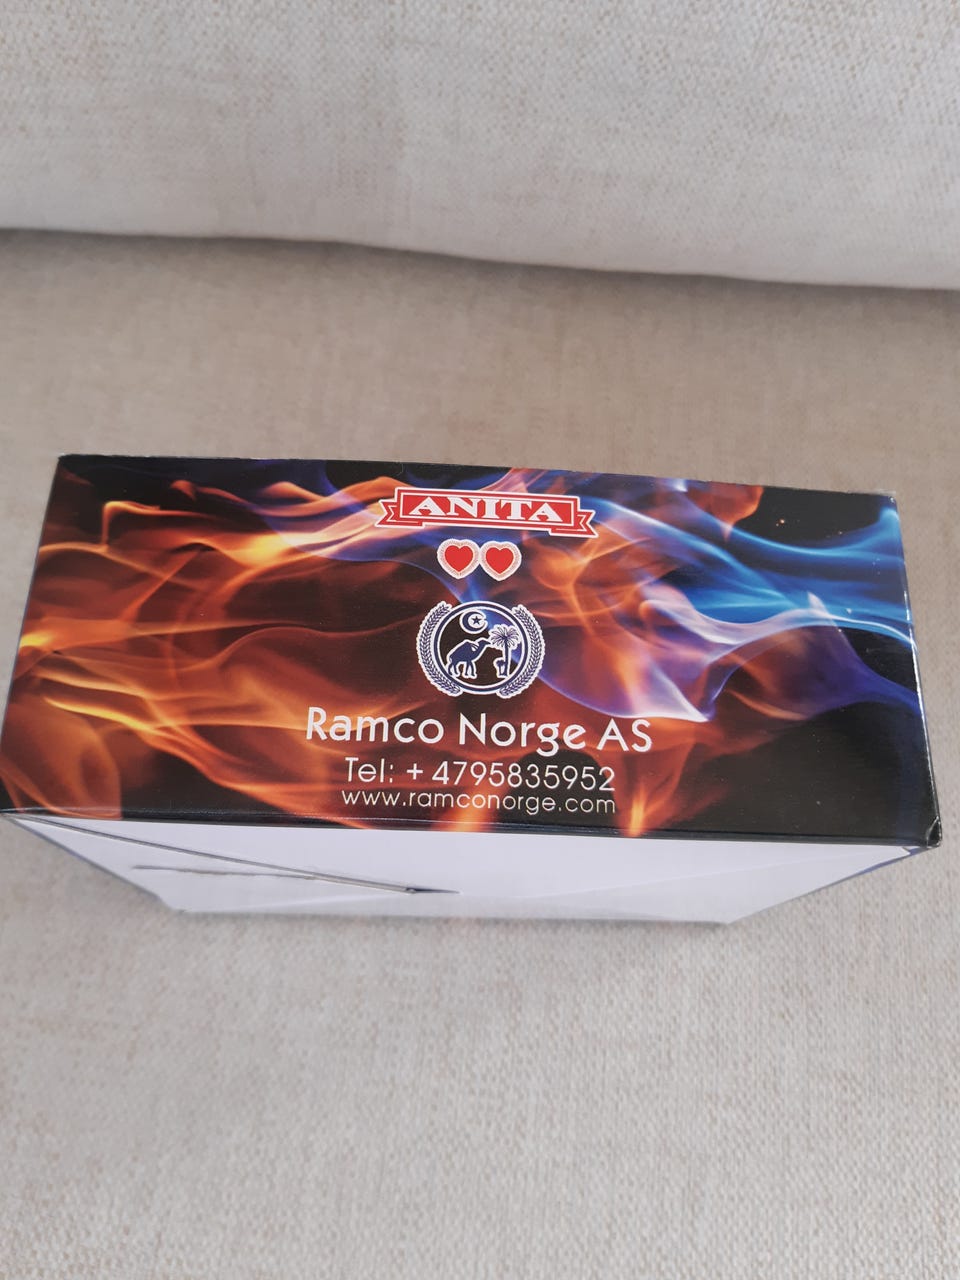 ANITA
Ramco Norge AS
Tel: +4795835952
www.ramconorge.com